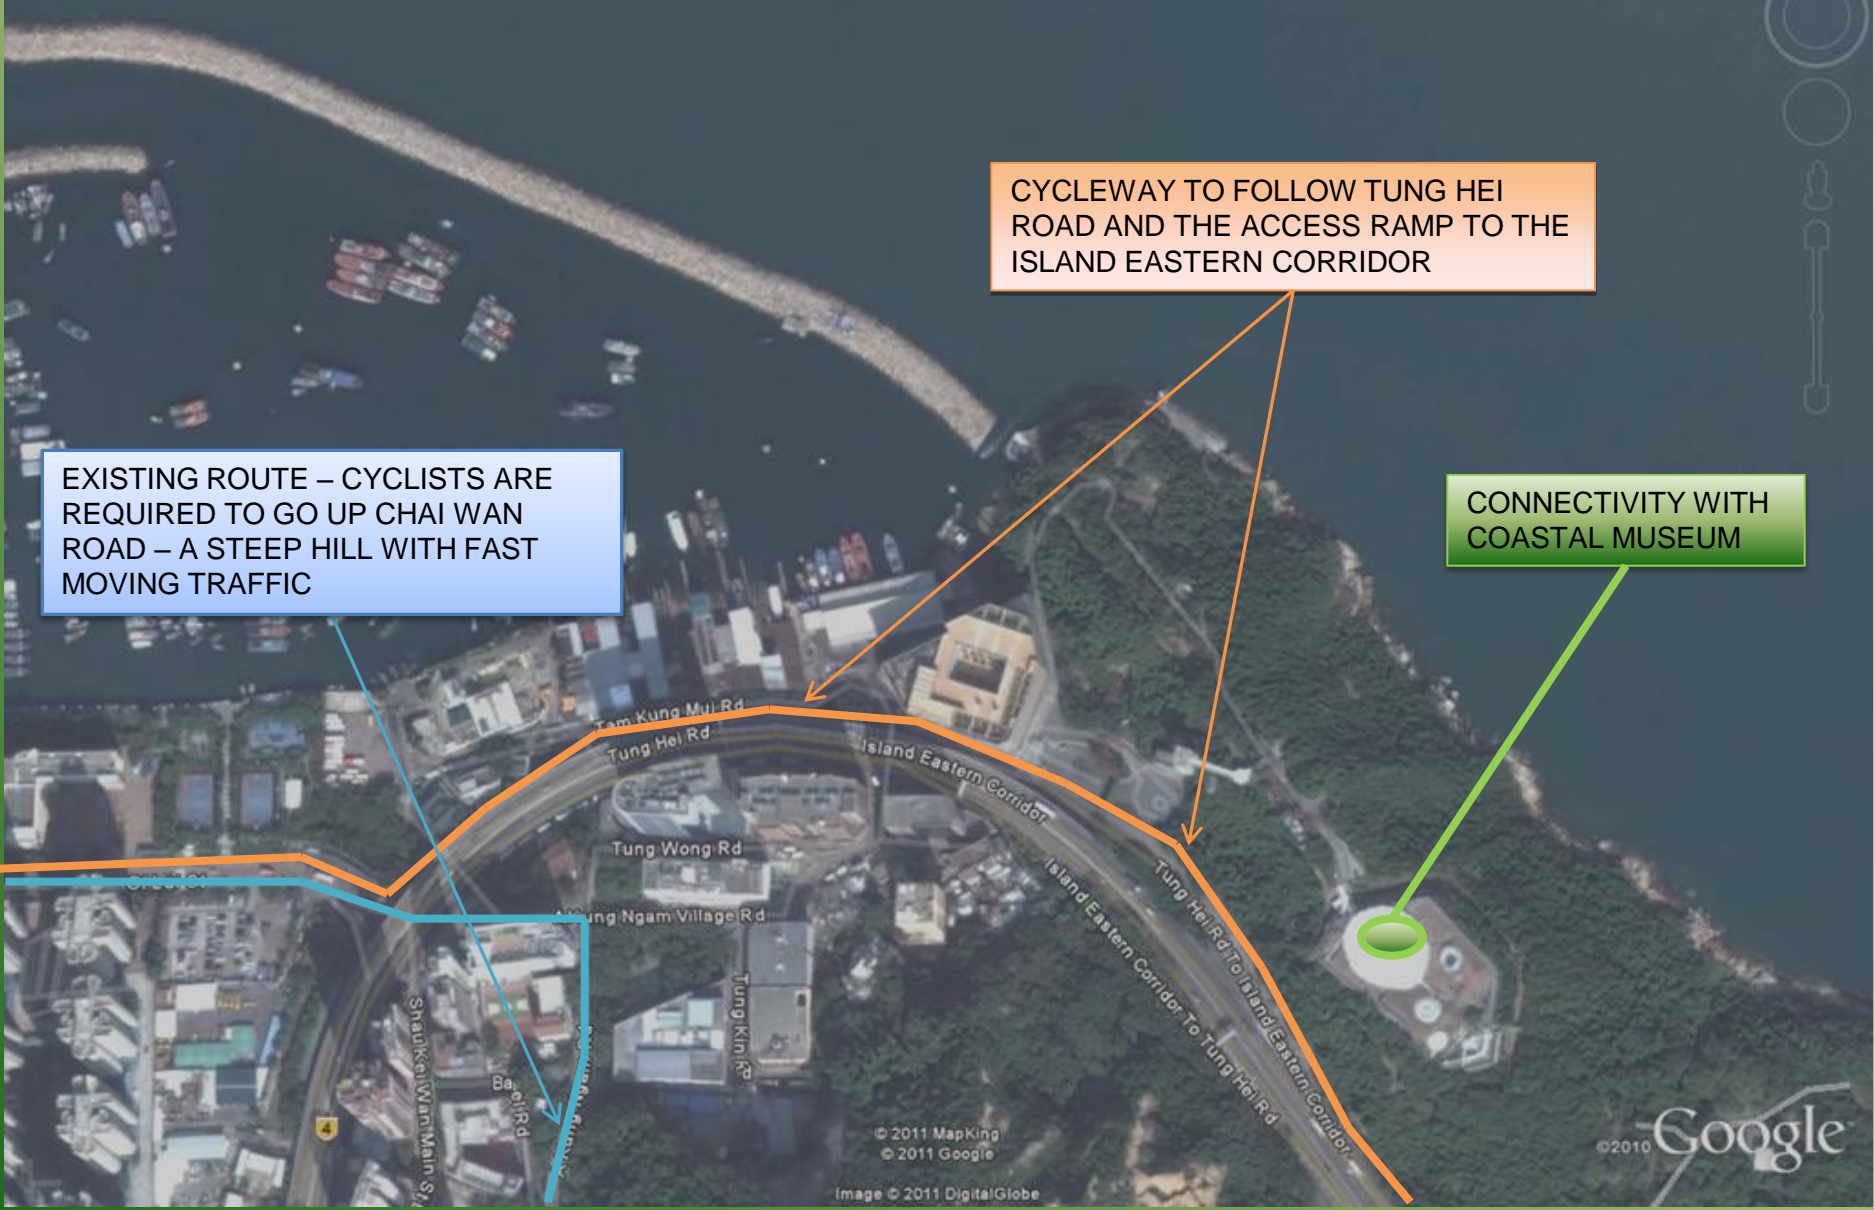 CYCLEWAY TO FOLLOW TUNG HEI
ROAD AND THE ACCESS RAMP TO THE
ISLAND EASTERN CORRIDOR
EXISTING ROUTE – CYCLISTS ARE
REQUIRED TO GO UP CHAI WAN
ROAD – A STEEP HILL WITH FAST
MOVING TRAFFIC
CONNECTIVITY WITH
COASTAL MUSEUM
Tam Kung Mui Rd
Tung Hei Rd
Island Eastern Corridor
Tung Wong Rd
Ngam Village Rd
Tung Hei Rd To Island Eastern Corridor
Island Eastern Corridor To Tung Hei Rd
Tung Kin Rd
Shau Kei Wan Main St
Rd
4
© 2011 MapKing
© 2011 Google
Image © 2011 DigitalGlobe
©2010 Google